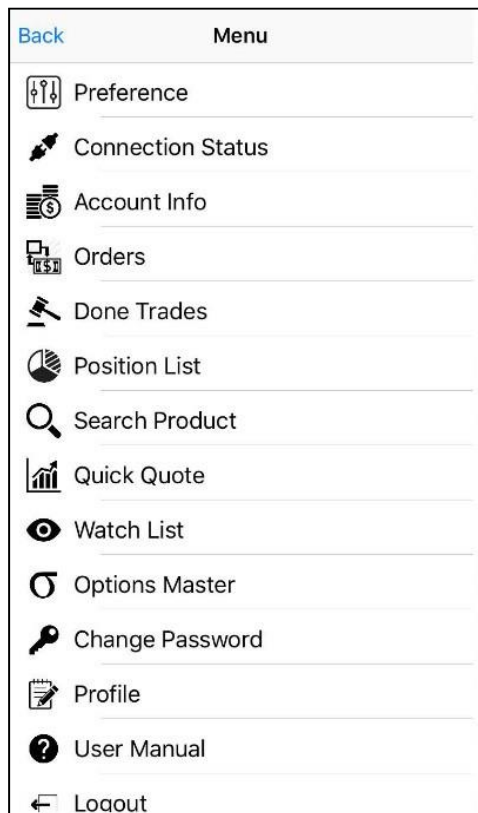 Back Menu
Preference
Connection Status
Account Info
Orders
Done Trades
Position List
Search Product
Quick Quote
Watch List
Options Master
Change Password
Profile
User Manual
Logout